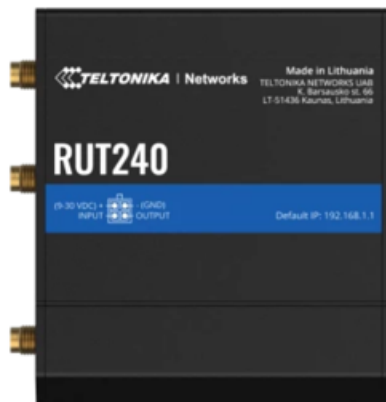 TELTONIKA | Networks
Made in Lithuania
TELTONIKA NETWORKS UAB
K. Barsausko st. 66
LT-51436 Kaunas, Lithuania
RUT240
(9-30 VDC) + - (GND)
INPUT OUTPUT
Default IP: 192.168.1.1